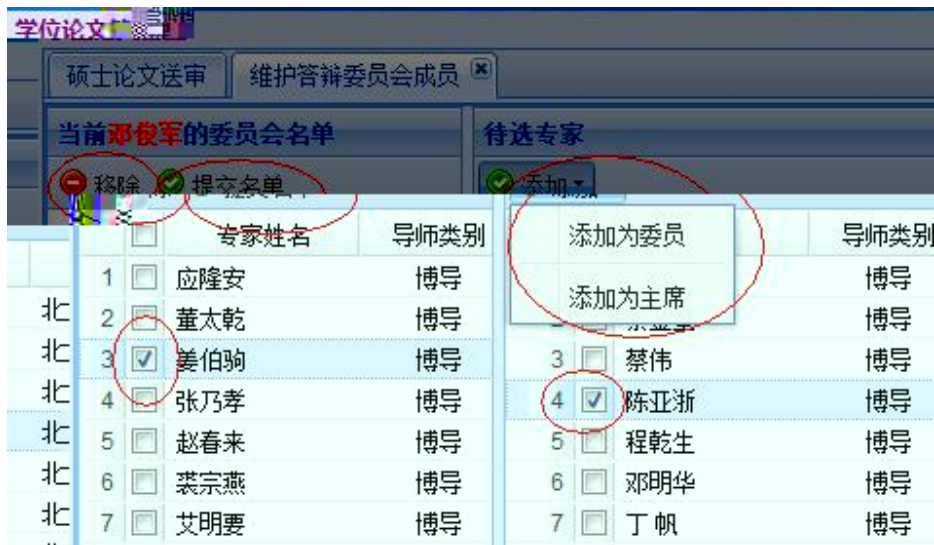 学位论文
硕士论文送审 维护答辩委员会成员
当前邓俊军的委员会名单 待选专家
移除 提交名单 添加
专家姓名 导师类别 添加为委员 导师类别
添加为主席
1 应隆安 博导 博导
北 2 董太乾 博导 博导
北 3 姜伯驹 博导 3 蔡伟 博导
北 4 张乃孝 博导 4 陈亚浙 博导
北 5 赵春来 博导 5 程乾生 博导
北 6 裘宗燕 博导 6 邓明华 博导
北 7 艾明要 博导 7 丁帆 博导